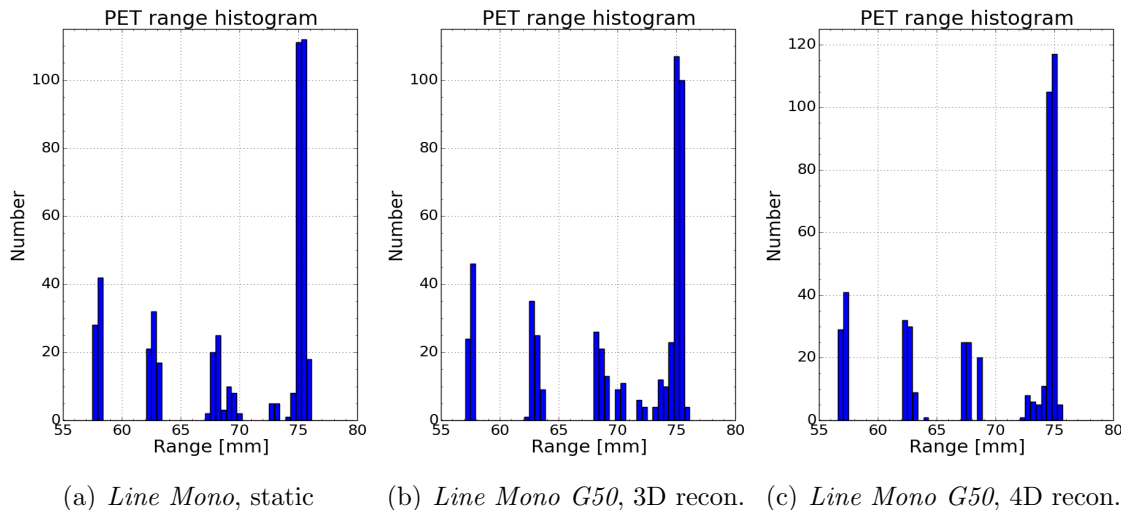 PET range histogram
Number
100
80
60
40
20
0
55 60 65 70 75 80
Range [mm]
(a) Line Mono, static
PET range histogram
Number
100
80
60
40
20
0
55 60 65 70 75 80
Range [mm]
(b) Line Mono G50, 3D recon.
PET range histogram
Number
120
100
80
60
40
20
0
55 60 65 70 75 80
Range [mm]
(c) Line Mono G50, 4D recon.